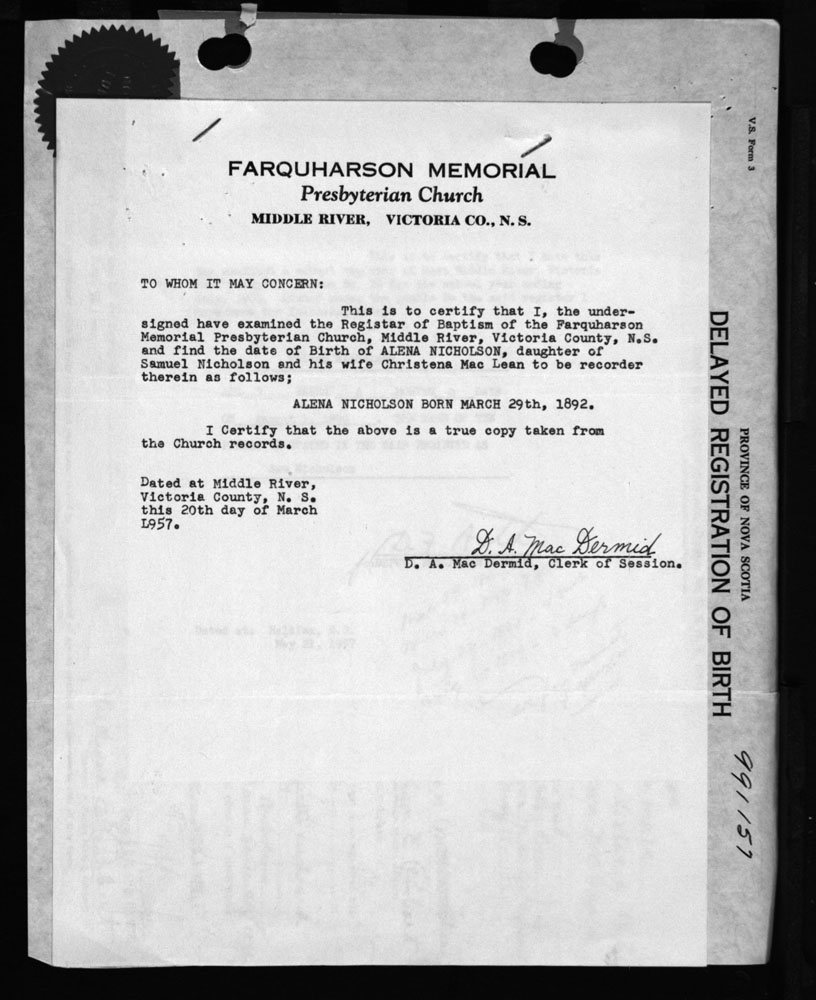 FARQUHARSON MEMORIAL
Presbyterian Church
MIDDLE RIVER, VICTORIA CO., N. S.
TO WHOM IT MAY CONCERN:
This is to certify that I, the under-
signed have examined the Registar of Baptism of the Farquharson
Memorial Presbyterian Church, Middle River, Victoria County, N.S.
and find the date of Birth of ALENA NICHOLSON, daughter of
Samuel Nicholson and his wife Christena Mac Lean to be recorder
therein as follows;
ALENA NICHOLSON BORN MARCH 29th, 1892.
I Certify that the above is a true copy taken from
the Church records.
Dated at Middle River,
Victoria County, N. S.
this 20th day of March
L957.
D. A. Mac Dermid
D. A. Mac Dermid, Clerk of Session.
V.S. Form 3
PROVINCE OF NOVA SCOTIA
DELAYED REGISTRATION OF BIRTH
991157